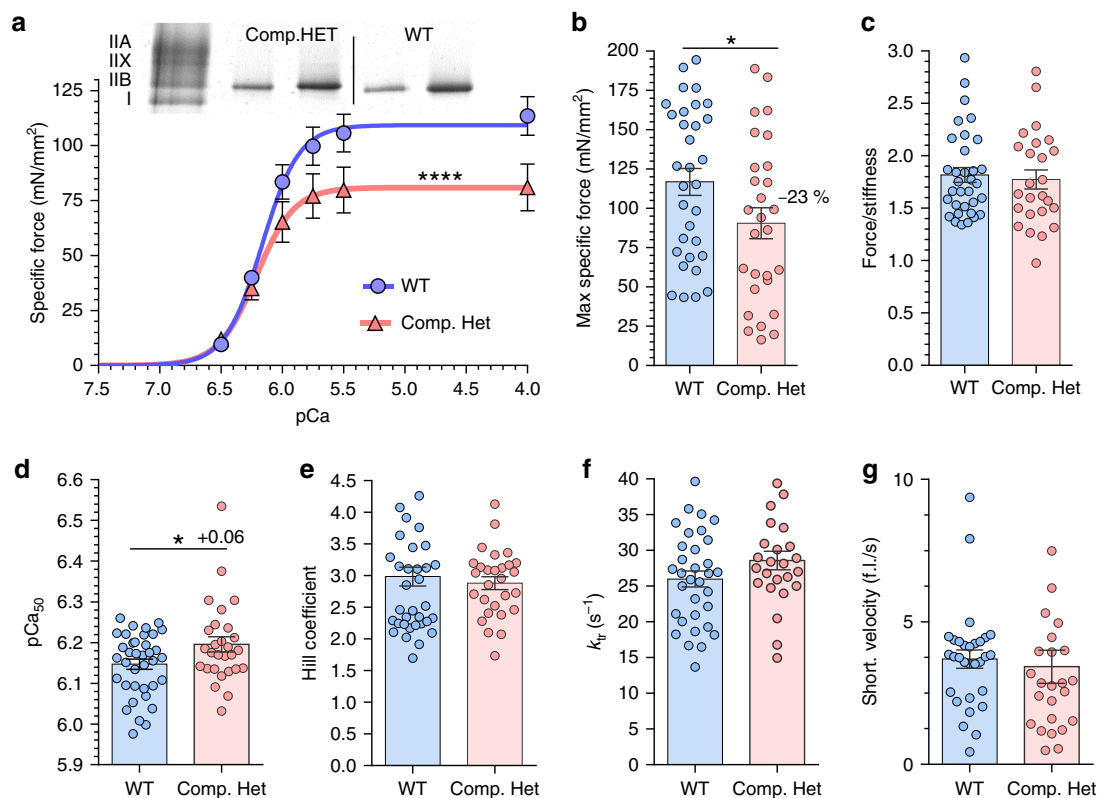 a
Comp.HET
WT
IIA
IIX
IIB
I
Specific force (mN/mm²)
125
100
75
50
25
0
****
WT
Comp. Het
7.5 7.0 6.5 6.0 5.5 5.0 4.5 4.0
pCa
b
Max specific force (mN/mm²)
200
175
150
125
100
75
50
25
0
*
–23 %
WT Comp. Het
c
Force/stiffness
3.0
2.5
2.0
1.5
1.0
0.5
0.0
WT Comp. Het
d
pCa₅₀
6.6
6.5
6.4
6.3
6.2
6.1
6.0
5.9
* +0.06
WT Comp. Het
e
Hill coefficient
4.5
4.0
3.5
3.0
2.5
2.0
1.5
1.0
0.5
0.0
WT Comp. Het
f
kₜᵣ (s⁻¹)
40
35
30
25
20
15
10
5
0
WT Comp. Het
g
Short. velocity (f.l./s)
10
5
0
WT Comp. Het